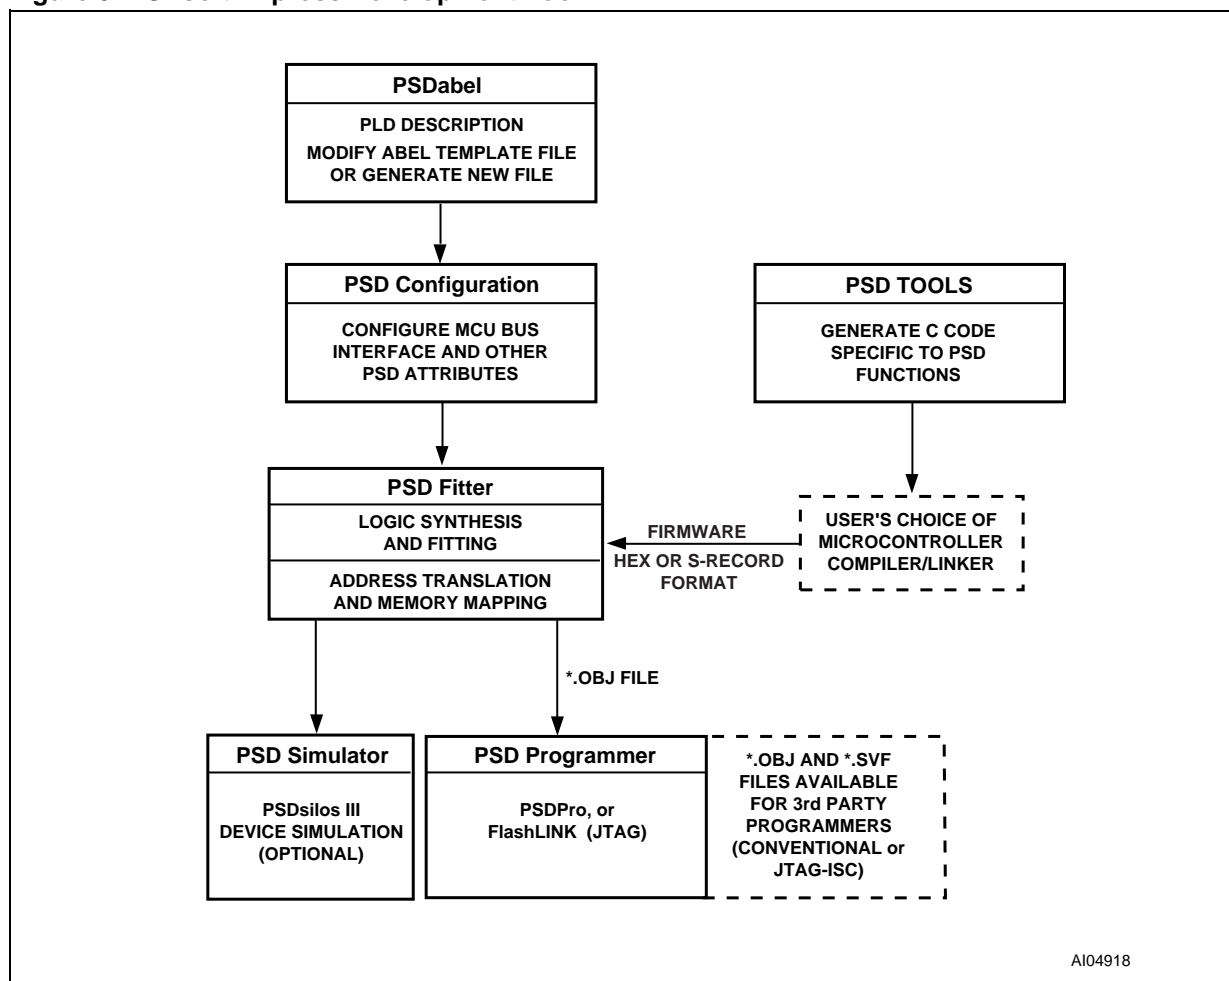 PSDabel
PLD DESCRIPTION
MODIFY ABEL TEMPLATE FILE
OR GENERATE NEW FILE
PSD Configuration
CONFIGURE MCU BUS
INTERFACE AND OTHER
PSD ATTRIBUTES
PSD TOOLS
GENERATE C CODE
SPECIFIC TO PSD
FUNCTIONS
PSD Fitter
LOGIC SYNTHESIS
AND FITTING
ADDRESS TRANSLATION
AND MEMORY MAPPING
FIRMWARE
HEX OR S-RECORD
FORMAT
USER'S CHOICE OF
MICROCONTROLLER
COMPILER/LINKER
*.OBJ FILE
PSD Simulator
PSDsilos III
DEVICE SIMULATION
(OPTIONAL)
PSD Programmer
PSDPro, or
FlashLINK (JTAG)
*.OBJ AND *.SVF
FILES AVAILABLE
FOR 3rd PARTY
PROGRAMMERS
(CONVENTIONAL or
JTAG-ISC)
AI04918